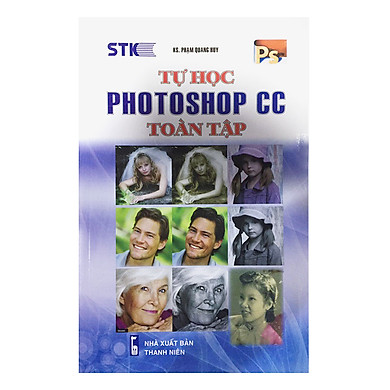 STK
KS. PHẠM QUANG HUY
Ps
TỰ HỌC
PHOTOSHOP CC
TOÀN TẬP
NHÀ XUẤT BẢN
THANH NIÊN